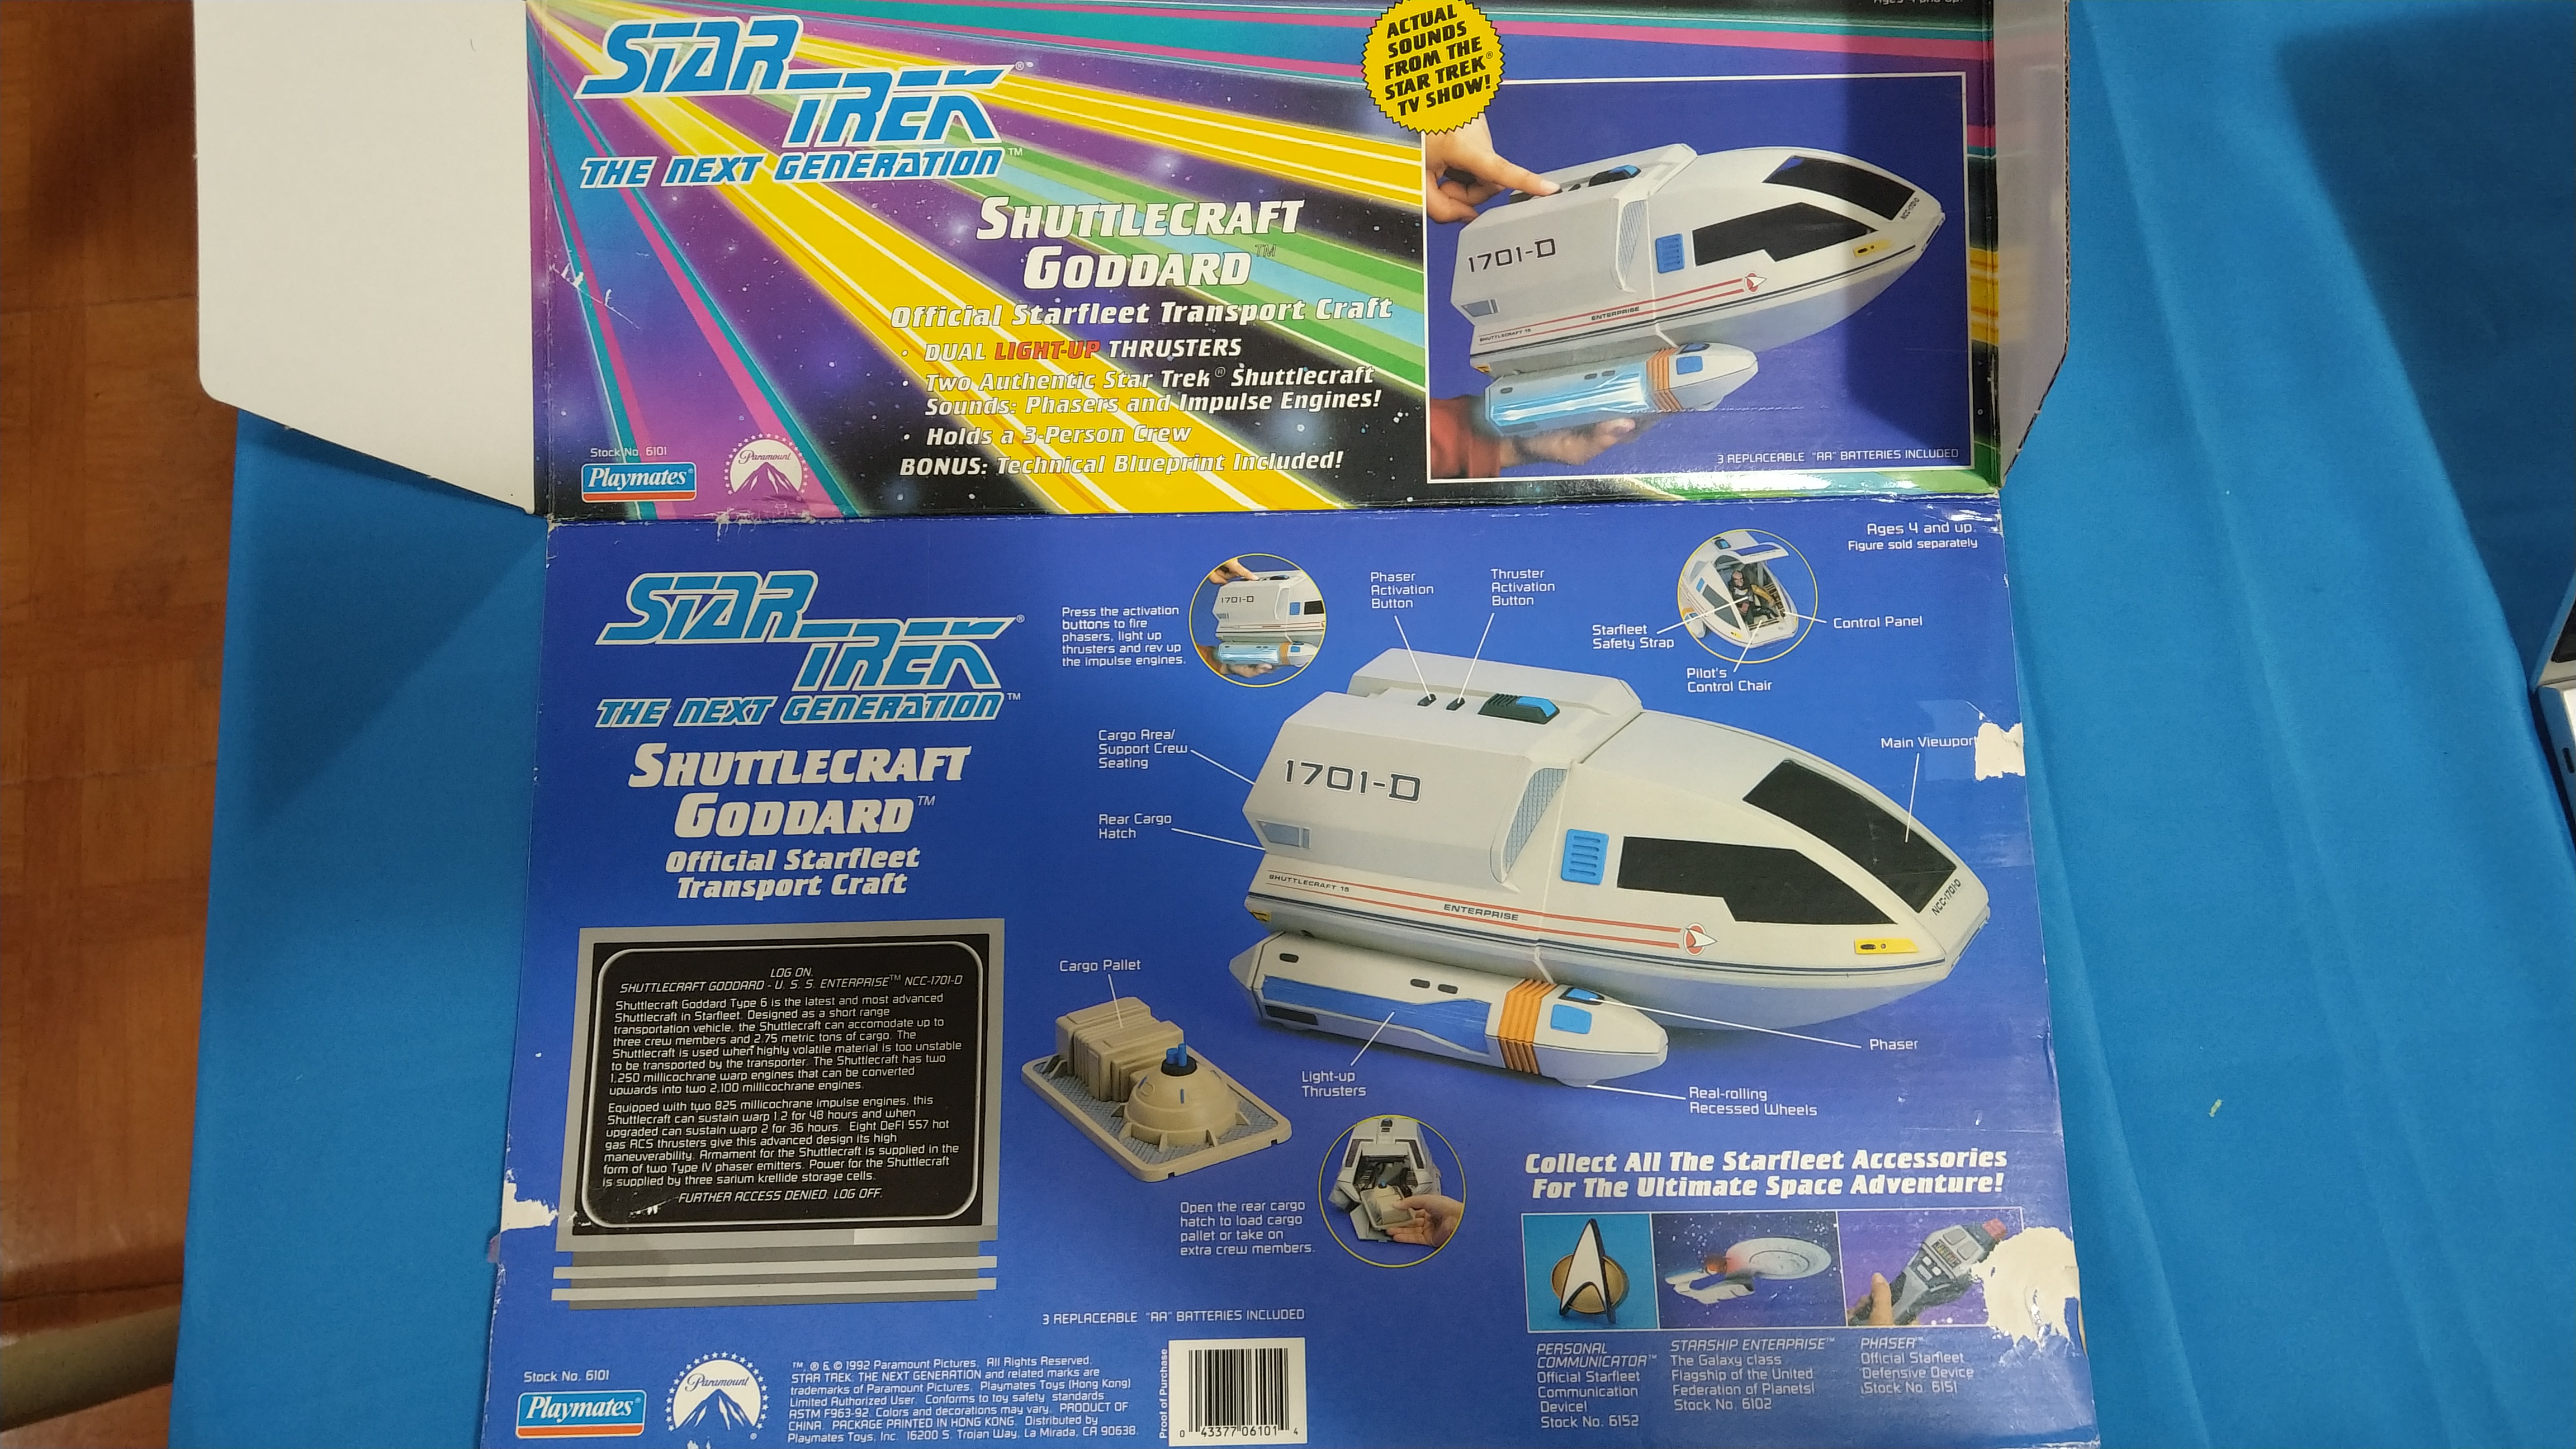 Ages 4 and up.
STAR
TREK®
THE NEXT GENERATION™
ACTUAL
SOUNDS
FROM THE
STAR TREK®
TV SHOW!
SHUTTLECRAFT
GODDARD™
Official Starfleet Transport Craft
• DUAL LIGHT-UP THRUSTERS
• Two Authentic Star Trek® Shuttlecraft
Sounds: Phasers and Impulse Engines!
• Holds a 3-Person Crew
BONUS: Technical Blueprint Included!
Stock No. 6101
Playmates®
Paramount
1701-D
NCC-1701-D
SHUTTLECRAFT 15
ENTERPRISE
3 REPLACEABLE "AA" BATTERIES INCLUDED
Ages 4 and up.
Figure sold separately
STAR
TREK®
THE NEXT GENERATION™
SHUTTLECRAFT
GODDARD™
Official Starfleet
Transport Craft
Press the activation
buttons to fire
phasers, light up
thrusters and rev up
the impulse engines.
1701-D
Phaser
Activation
Button
Thruster
Activation
Button
Starfleet
Safety Strap
Control Panel
Pilot's
Control Chair
Cargo Area/
Support Crew
Seating
Main Viewport
Rear Cargo
Hatch
1701-D
SHUTTLECRAFT 15
ENTERPRISE
NCC-1701-D
LOG ON.
SHUTTLECRAFT GODDARD - U. S. S. ENTERPRISE™ NCC-1701-D
Shuttlecraft Goddard Type 6 is the latest and most advanced
Shuttlecraft in Starfleet. Designed as a short range
transportation vehicle, the Shuttlecraft can accomodate up to
three crew members and 2.75 metric tons of cargo. The
Shuttlecraft is used when highly volatile material is too unstable
to be transported by the transporter. The Shuttlecraft has two
1,250 millicochrane warp engines that can be converted
upwards into two 2,100 millicochrane engines.
Equipped with two 825 millicochrane impulse engines, this
Shuttlecraft can sustain warp 1.2 for 48 hours and when
upgraded can sustain warp 2 for 36 hours. Eight DeFI 557 hot
gas RCS thrusters give this advanced design its high
maneuverability. Armament for the Shuttlecraft is supplied in the
form of two Type IV phaser emitters. Power for the Shuttlecraft
is supplied by three sarium krellide storage cells.
FURTHER ACCESS DENIED. LOG OFF.
Cargo Pallet
Light-up
Thrusters
Phaser
Real-rolling
Recessed Wheels
Open the rear cargo
hatch to load cargo
pallet or take on
extra crew members.
Collect All The Starfleet Accessories
For The Ultimate Space Adventure!
PERSONAL
COMMUNICATOR™
Official Starfleet
Communication
Device!
Stock No. 6152
STARSHIP ENTERPRISE™
The Galaxy class
Flagship of the United
Federation of Planets!
Stock No. 6102
PHASER™
Official Starfleet
Defensive Device
Stock No. 6151
3 REPLACEABLE "AA" BATTERIES INCLUDED
Stock No. 6101
Playmates®
Paramount
™, ® & © 1992 Paramount Pictures. All Rights Reserved.
STAR TREK: THE NEXT GENERATION and related marks are
trademarks of Paramount Pictures. Playmates Toys (Hong Kong)
Limited Authorized User. Conforms to toy safety standards
ASTM F963-92. Colors and decorations may vary. PRODUCT OF
CHINA. PACKAGE PRINTED IN HONG KONG. Distributed by
Playmates Toys, Inc. 16200 S. Trojan Way, La Mirada, CA 90638.
Proof of Purchase
0 43377 06101 4